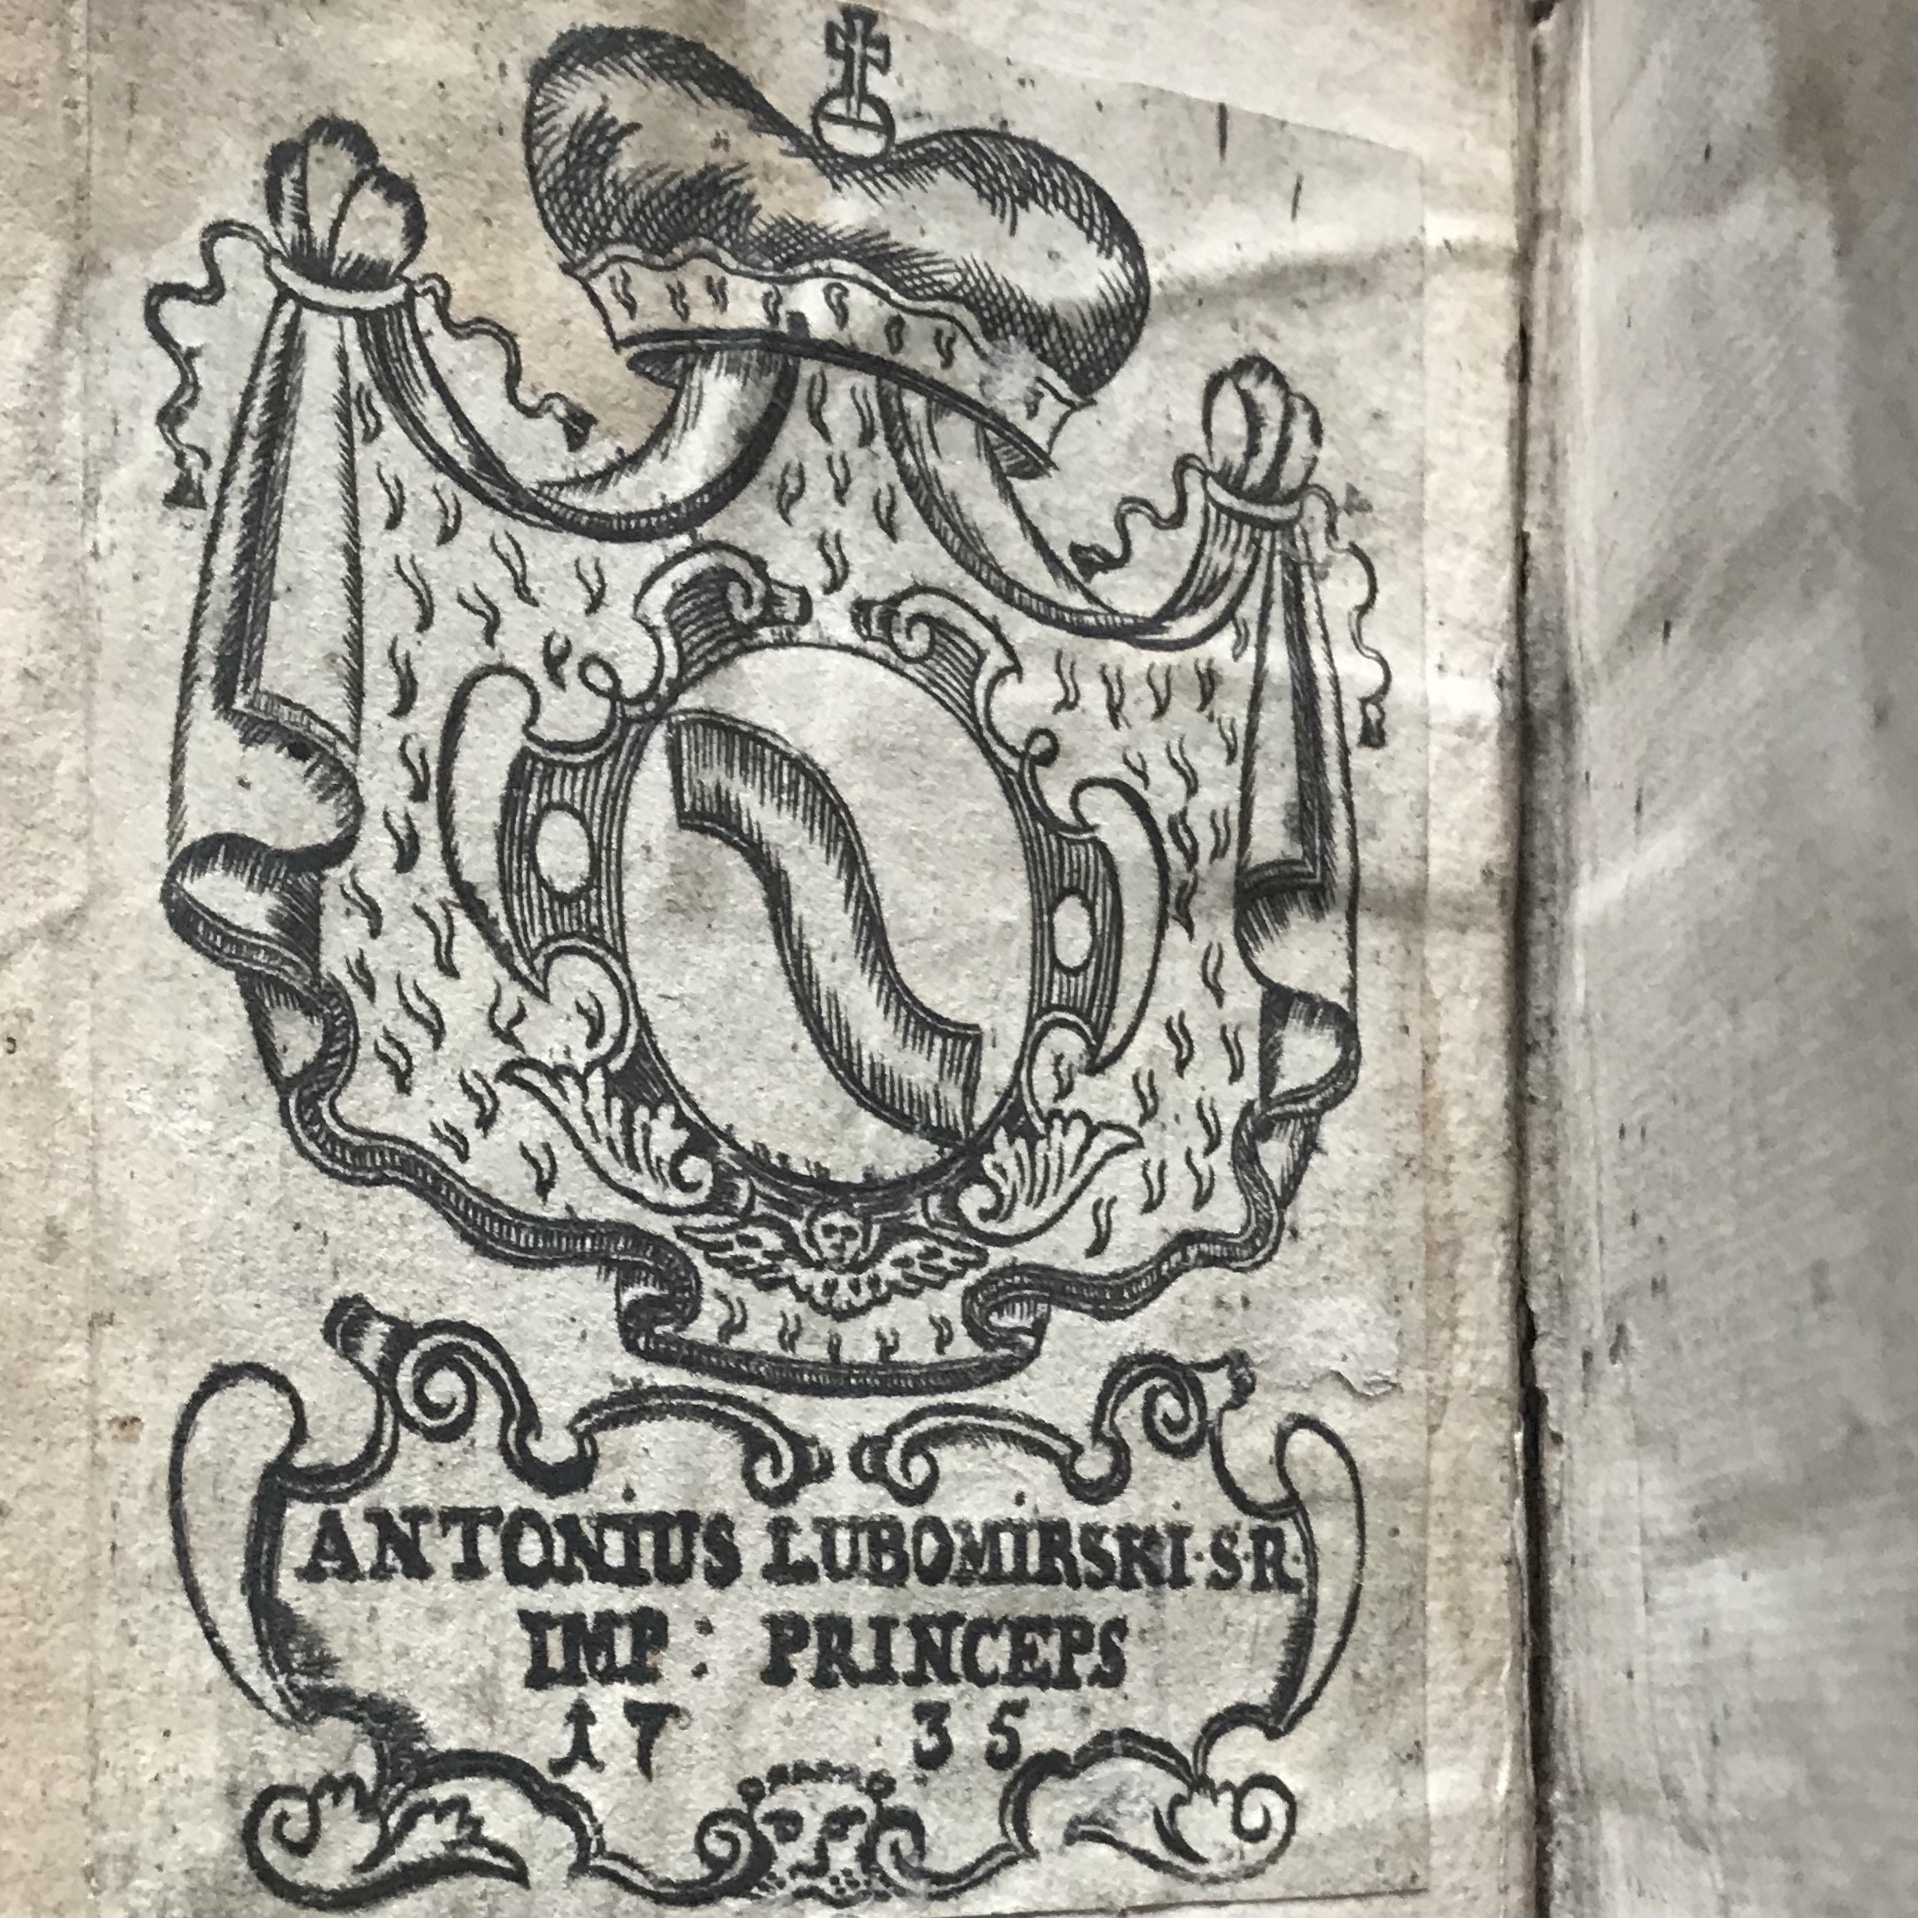 ANTONIUS LUBOMIRSKI·S·R·
IMP: PRINCEPS
17 35